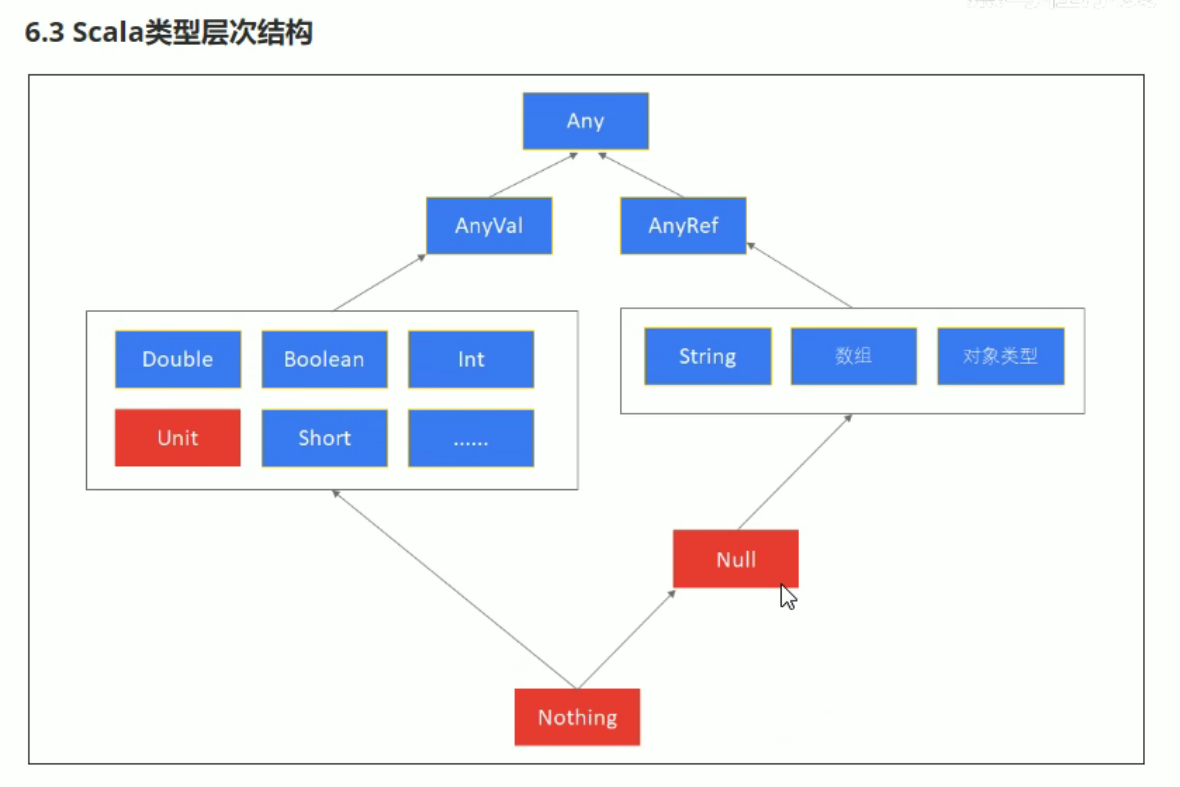 6.3 Scala类型层次结构
Any
AnyVal
AnyRef
Double
Boolean
Int
String
数组
对象类型
Unit
Short
......
Null
Nothing